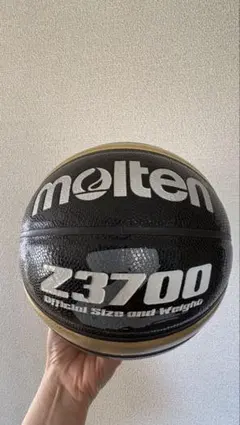 molten
Z3700
Official Size and Weight